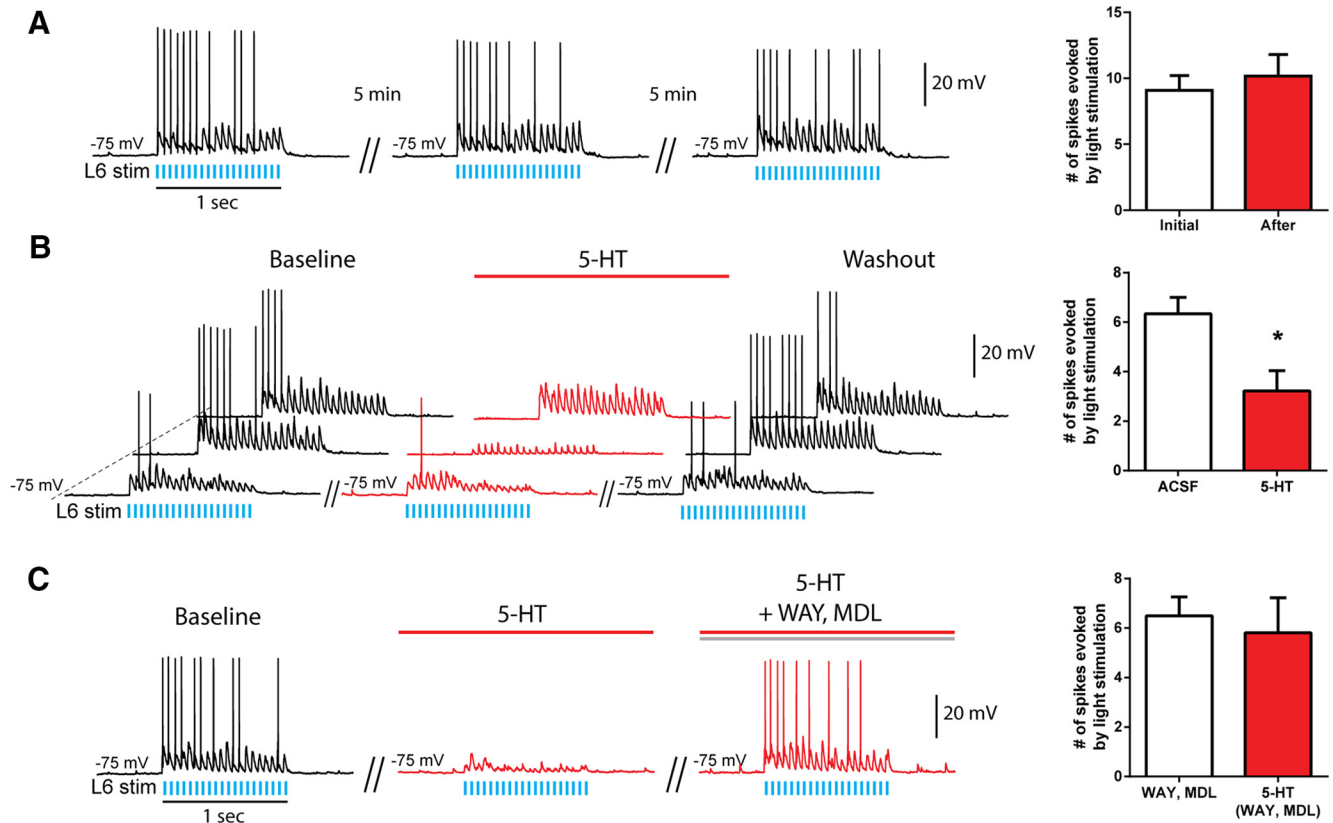 A
5 min
5 min
20 mV
-75 mV
-75 mV
-75 mV
L6 stim
1 sec
# of spikes evoked
by light stimulation
15
10
5
0
Initial
After
B
Baseline
5-HT
Washout
20 mV
-75 mV
-75 mV
-75 mV
L6 stim
# of spikes evoked
by light stimulation
8
6
4
2
0
*
ACSF
5-HT
C
Baseline
5-HT
5-HT
+ WAY, MDL
20 mV
-75 mV
-75 mV
-75 mV
L6 stim
1 sec
# of spikes evoked
by light stimulation
8
6
4
2
0
WAY, MDL
5-HT
(WAY, MDL)